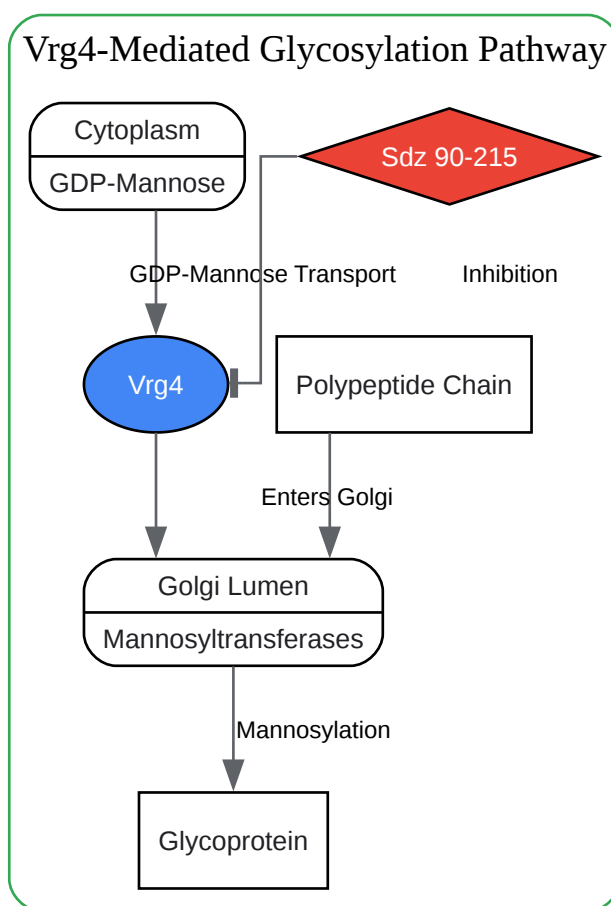 Vrg4-Mediated Glycosylation Pathway
Cytoplasm
GDP-Mannose
Sdz 90-215
GDP-Mannose Transport
Inhibition
Vrg4
Polypeptide Chain
Enters Golgi
Golgi Lumen
Mannosyltransferases
Mannosylation
Glycoprotein